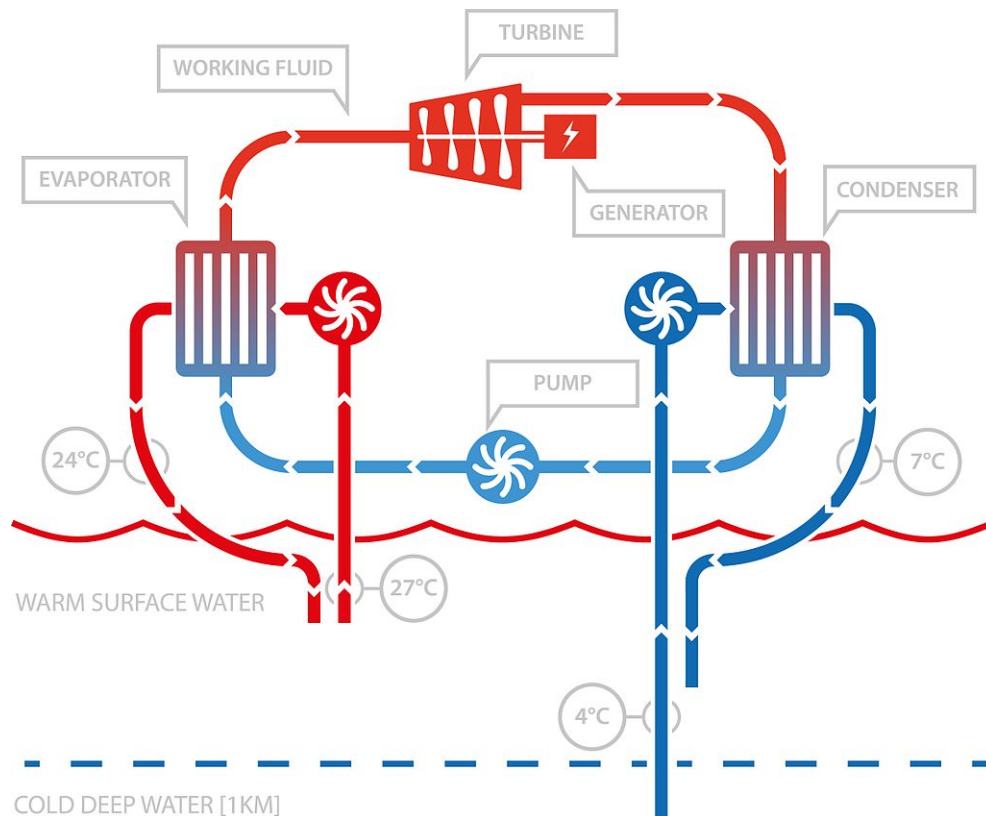 TURBINE
WORKING FLUID
EVAPORATOR
GENERATOR
CONDENSER
PUMP
24°C
7°C
27°C
WARM SURFACE WATER
4°C
COLD DEEP WATER [1KM]